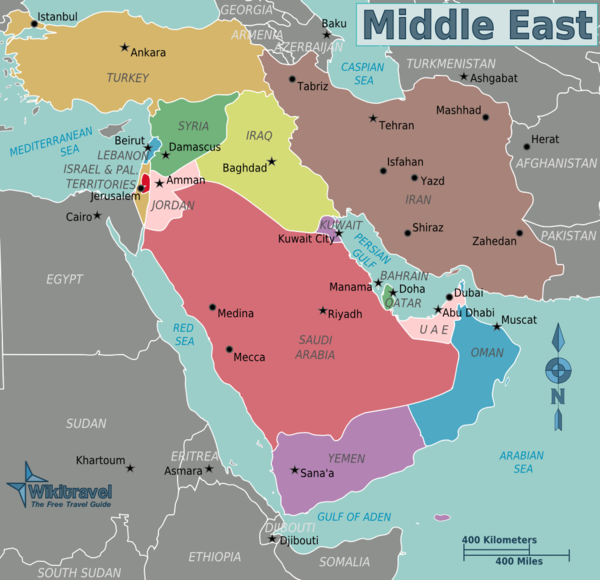 Middle East
GEORGIA
Istanbul
Baku
ARMENIA
AZERBAIJAN
Ankara
CASPIAN
SEA
TURKMENISTAN
TURKEY
Ashgabat
Tabriz
MEDITERRANEAN
SEA
SYRIA
IRAQ
Tehran
Mashhad
Beirut
Herat
LEBANON
Damascus
Baghdad
Isfahan
AFGHANISTAN
ISRAEL & PAL.
TERRITORIES
Amman
Yazd
IRAN
Jerusalem
JORDAN
Cairo
KUWAIT
Kuwait City
PERSIAN
GULF
Shiraz
Zahedan
PAKISTAN
EGYPT
BAHRAIN
Manama
Doha
Dubai
QATAR
Medina
Riyadh
Abu Dhabi
Muscat
RED
SEA
U A E
SAUDI
ARABIA
Mecca
OMAN
N
SUDAN
ERITREA
YEMEN
ARABIAN
SEA
Khartoum
Asmara
Sana'a
Wikitravel
The Free Travel Guide
GULF OF ADEN
DJIBOUTI
Djibouti
400 Kilometers
400 Miles
ETHIOPIA
SOMALIA
SOUTH SUDAN